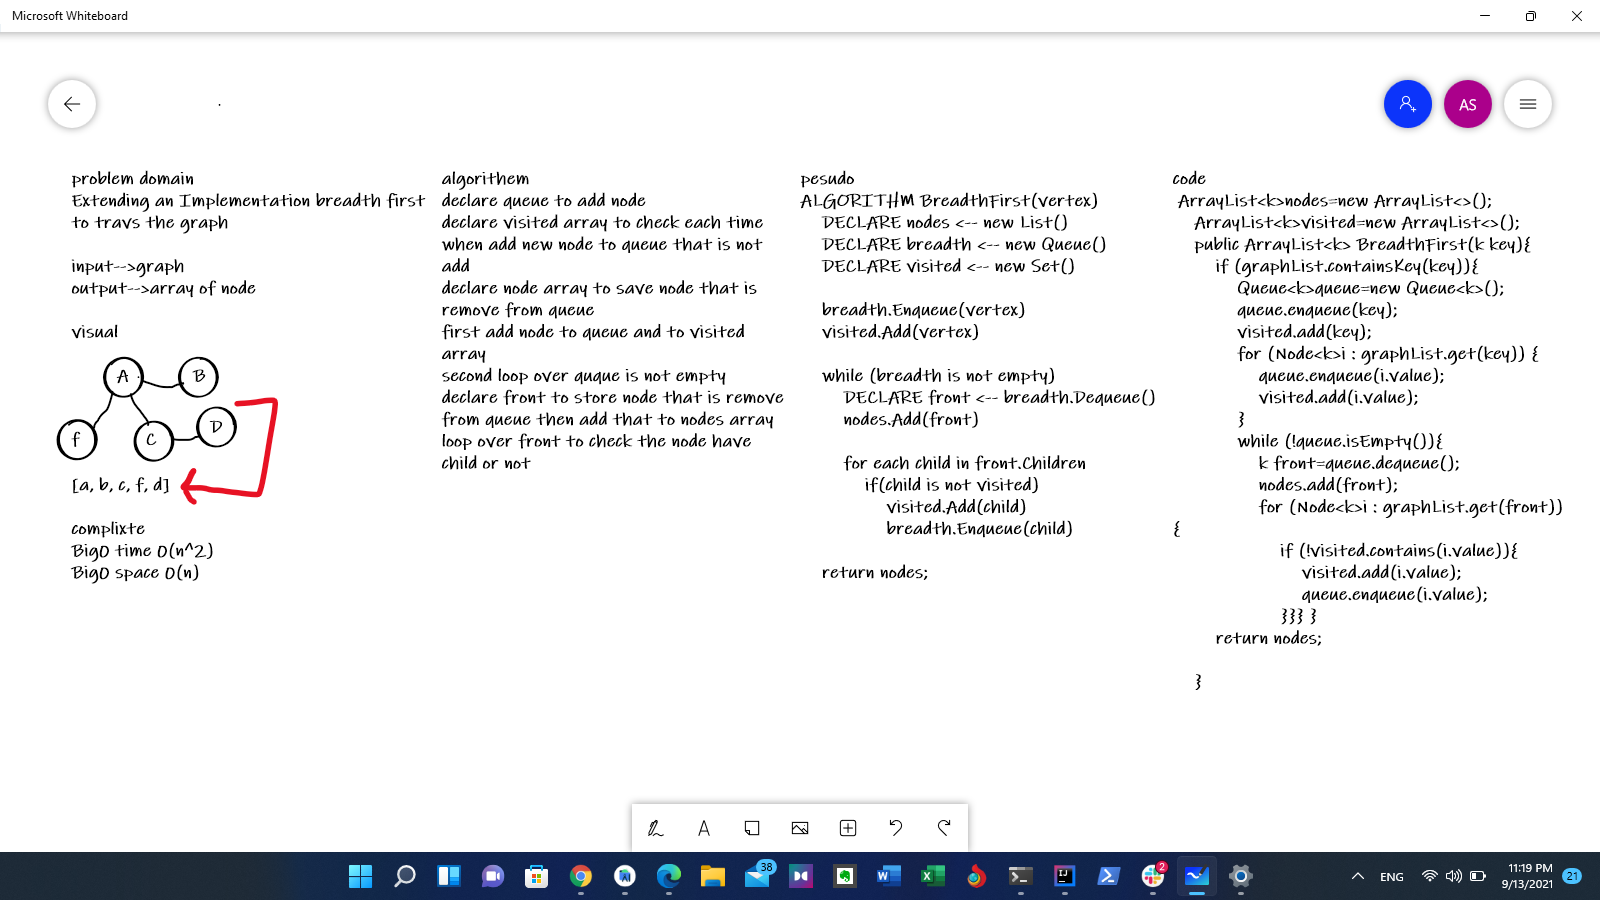 Microsoft Whiteboard
AS
problem domain
Extending an Implementation breadth first
to travs the graph
input-->graph
output-->array of node
visual
A
B
f
C
D
[a, b, c, f, d]
complixte
BigO time O(n^2)
BigO space O(n)
algorithem
declare queue to add node
declare visited array to check each time
when add new node to queue that is not
add
declare node array to save node that is
remove from queue
first add node to queue and to visited
array
second loop over quque is not empty
declare front to store node that is remove
from queue then add that to nodes array
loop over front to check the node have
child or not
pesudo
ALGORITHM BreadthFirst(vertex)
DECLARE nodes <-- new List()
DECLARE breadth <-- new Queue()
DECLARE visited <-- new Set()
breadth.Enqueue(vertex)
visited.Add(vertex)
while (breadth is not empty)
DECLARE front <-- breadth.Dequeue()
nodes.Add(front)
for each child in front.Children
if(child is not visited)
visited.Add(child)
breadth.Enqueue(child)
return nodes;
code
ArrayList<k>nodes=new ArrayList<>();
ArrayList<k>visited=new ArrayList<>();
public ArrayList<k> BreadthFirst(k key){
if (graphList.containsKey(key)){
Queue<k>queue=new Queue<k>();
queue.enqueue(key);
visited.add(key);
for (Node<k>i : graphList.get(key)) {
queue.enqueue(i.value);
visited.add(i.value);
}
while (!queue.isEmpty()){
k front=queue.dequeue();
nodes.add(front);
for (Node<k>i : graphList.get(front))
{
if (!visited.contains(i.value)){
visited.add(i.value);
queue.enqueue(i.value);
}}} }
return nodes;
}
38
2
ENG
11:19 PM
9/13/2021
21